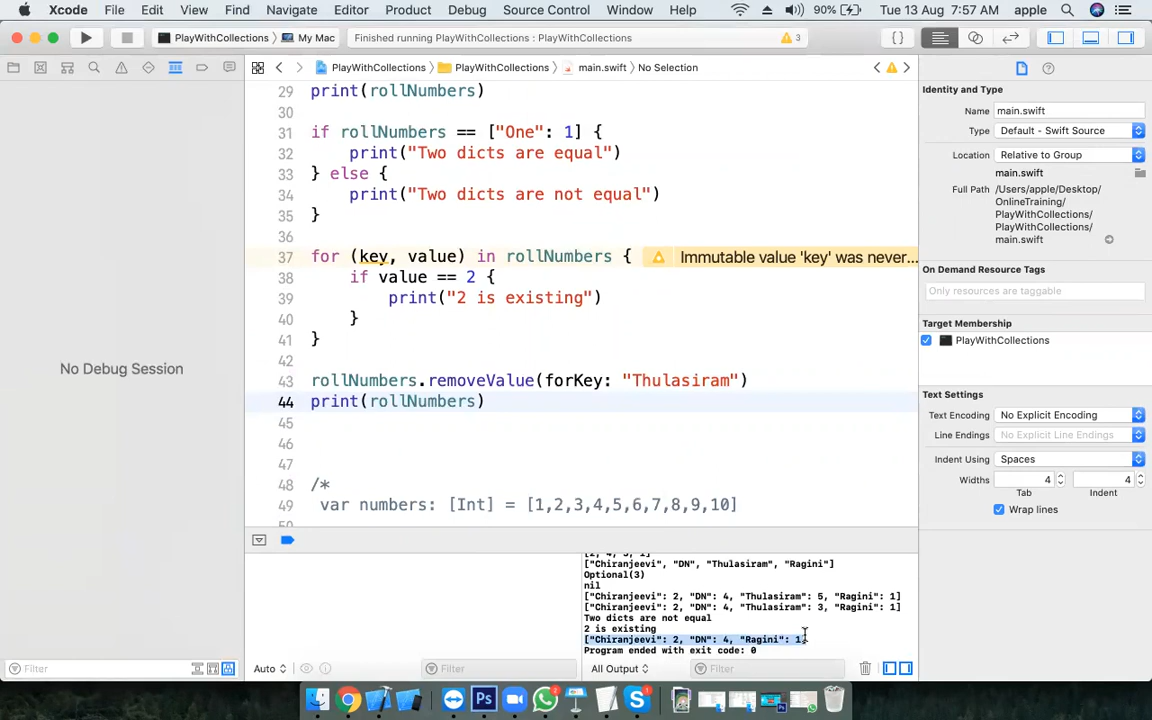 Xcode File Edit View Find Navigate Editor Product Debug Source Control Window Help 90% Tue 13 Aug 7:57 AM apple
PlayWithCollections My Mac Finished running PlayWithCollections : PlayWithCollections 3
PlayWithCollections PlayWithCollections main.swift No Selection
29 print(rollNumbers)
30
31 if rollNumbers == ["One": 1] {
32 print("Two dicts are equal")
33 } else {
34 print("Two dicts are not equal")
35 }
36
37 for (key, value) in rollNumbers { Immutable value 'key' was never...
38 if value == 2 {
39 print("2 is existing")
40 }
41 }
42
43 rollNumbers.removeValue(forKey: "Thulasiram")
44 print(rollNumbers)
45
46
47
48 /*
49 var numbers: [Int] = [1,2,3,4,5,6,7,8,9,10]
No Debug Session
["Chiranjeevi", "DN", "Thulasiram", "Ragini"]
Optional(3)
nil
["Chiranjeevi": 2, "DN": 4, "Thulasiram": 5, "Ragini": 1]
["Chiranjeevi": 2, "DN": 4, "Thulasiram": 3, "Ragini": 1]
Two dicts are not equal
2 is existing
["Chiranjeevi": 2, "DN": 4, "Ragini": 1]
Program ended with exit code: 0
Filter
Auto
Filter
All Output
Filter
Identity and Type
Name main.swift
Type Default - Swift Source
Location Relative to Group
main.swift
Full Path /Users/apple/Desktop/
OnlineTraining/
PlayWithCollections/
PlayWithCollections/
main.swift
On Demand Resource Tags
Only resources are taggable
Target Membership
PlayWithCollections
Text Settings
Text Encoding No Explicit Encoding
Line Endings No Explicit Line Endings
Indent Using Spaces
Widths 4 4
Tab Indent
Wrap lines
Ps